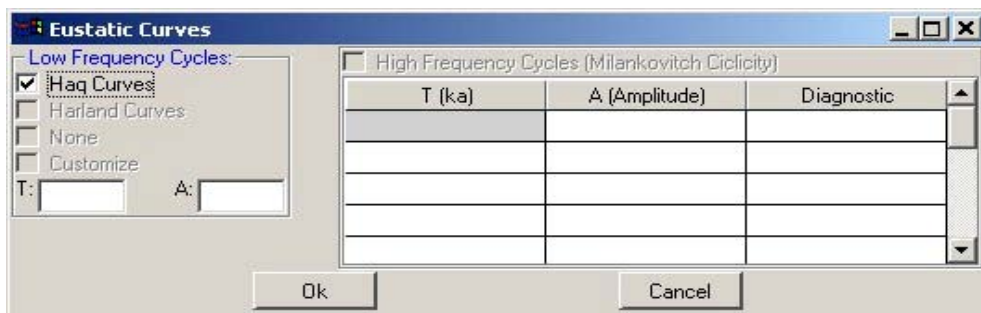 Eustatic Curves
Low Frequency Cycles:
Haq Curves
Harland Curves
None
Customize
T:
A:
High Frequency Cycles (Milankovitch Ciclicity)
T (ka) A (Amplitude) Diagnostic
Ok Cancel